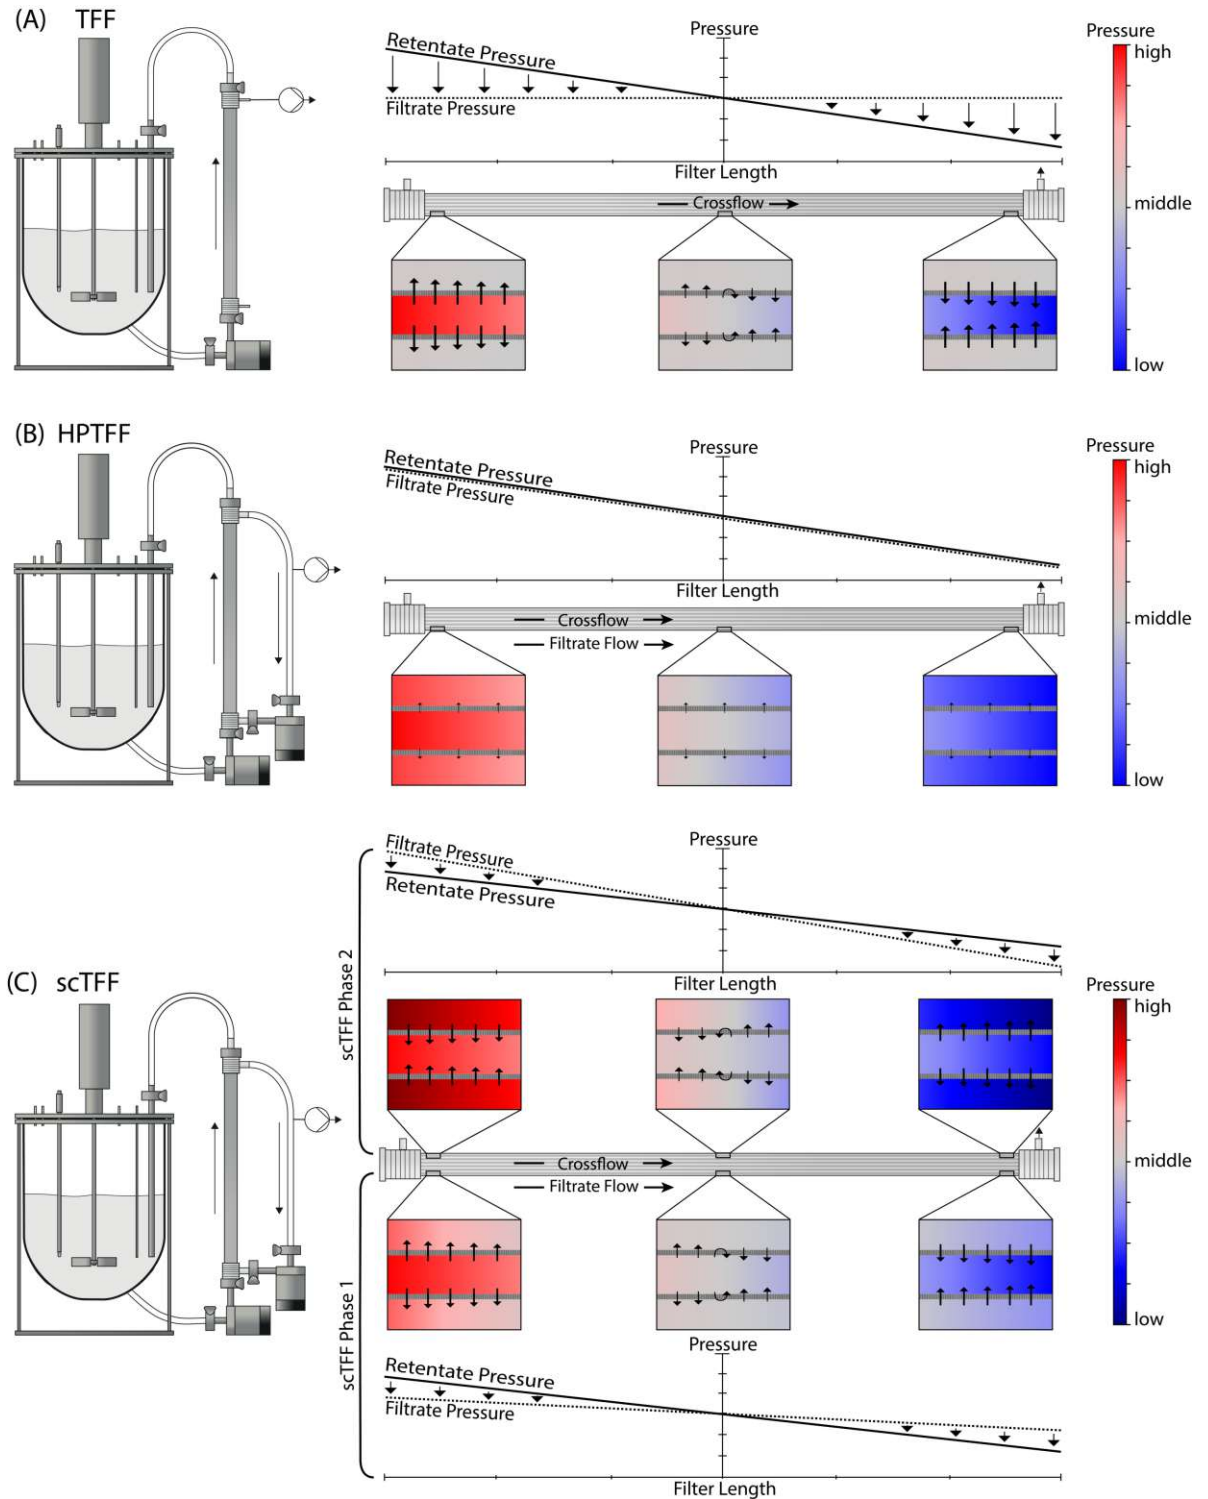 (A) TFF
Pressure
Retentate Pressure
Filtrate Pressure
Filter Length
Crossflow
Pressure
high
middle
low
(B) HPTFF
Pressure
Retentate Pressure
Filtrate Pressure
Filter Length
Crossflow
Filtrate Flow
Pressure
high
middle
low
(C) scTFF
scTFF Phase 2
Pressure
Filtrate Pressure
Retentate Pressure
Filter Length
Crossflow
Filtrate Flow
scTFF Phase 1
Pressure
Retentate Pressure
Filtrate Pressure
Filter Length
Pressure
high
middle
low